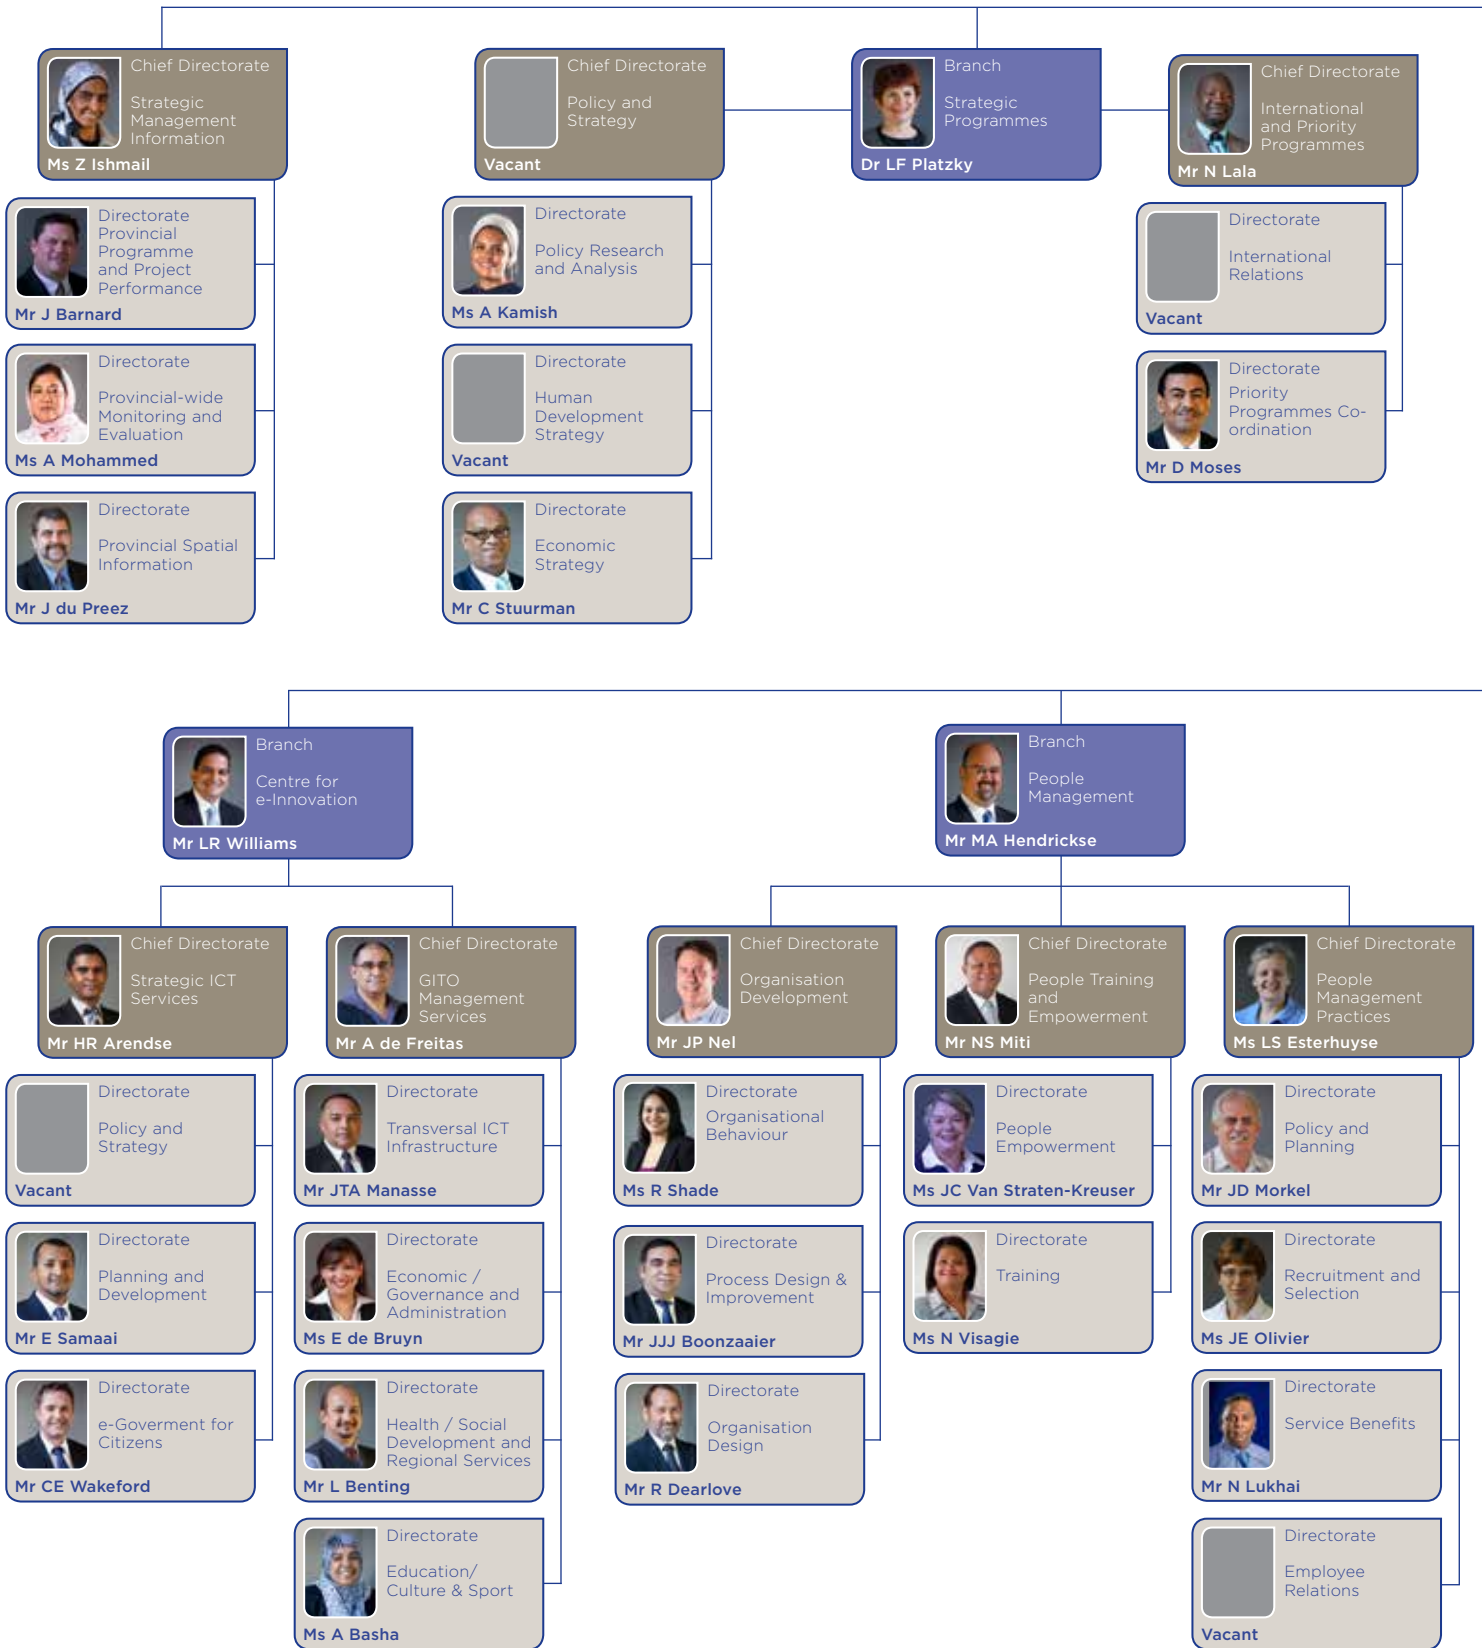 Chief Directorate
Strategic
Management
Information
Ms Z Ishmail
Directorate
Provincial
Programme
and Project
Performance
Mr J Barnard
Directorate
Provincial-wide
Monitoring and
Evaluation
Ms A Mohammed
Directorate
Provincial Spatial
Information
Mr J du Preez
Chief Directorate
Policy and
Strategy
Vacant
Directorate
Policy Research
and Analysis
Ms A Kamish
Directorate
Human
Development
Strategy
Vacant
Directorate
Economic
Strategy
Mr C Stuurman
Branch
Strategic
Programmes
Dr LF Platzky
Chief Directorate
International
and Priority
Programmes
Mr N Lala
Directorate
International
Relations
Vacant
Directorate
Priority
Programmes Co-
ordination
Mr D Moses
Branch
Centre for
e-Innovation
Mr LR Williams
Chief Directorate
Strategic ICT
Services
Mr HR Arendse
Directorate
Policy and
Strategy
Vacant
Directorate
Planning and
Development
Mr E Samaai
Directorate
e-Goverment for
Citizens
Mr CE Wakeford
Chief Directorate
GITO
Management
Services
Mr A de Freitas
Directorate
Transversal ICT
Infrastructure
Mr JTA Manasse
Directorate
Economic /
Governance and
Administration
Ms E de Bruyn
Directorate
Health / Social
Development and
Regional Services
Mr L Benting
Directorate
Education/
Culture & Sport
Ms A Basha
Branch
People
Management
Mr MA Hendrickse
Chief Directorate
Organisation
Development
Mr JP Nel
Directorate
Organisational
Behaviour
Ms R Shade
Directorate
Process Design &
Improvement
Mr JJJ Boonzaaier
Directorate
Organisation
Design
Mr R Dearlove
Chief Directorate
People Training
and
Empowerment
Mr NS Miti
Directorate
People
Empowerment
Ms JC Van Straten-Kreuser
Directorate
Training
Ms N Visagie
Chief Directorate
People
Management
Practices
Ms LS Esterhuyse
Directorate
Policy and
Planning
Mr JD Morkel
Directorate
Recruitment and
Selection
Ms JE Olivier
Directorate
Service Benefits
Mr N Lukhai
Directorate
Employee
Relations
Vacant